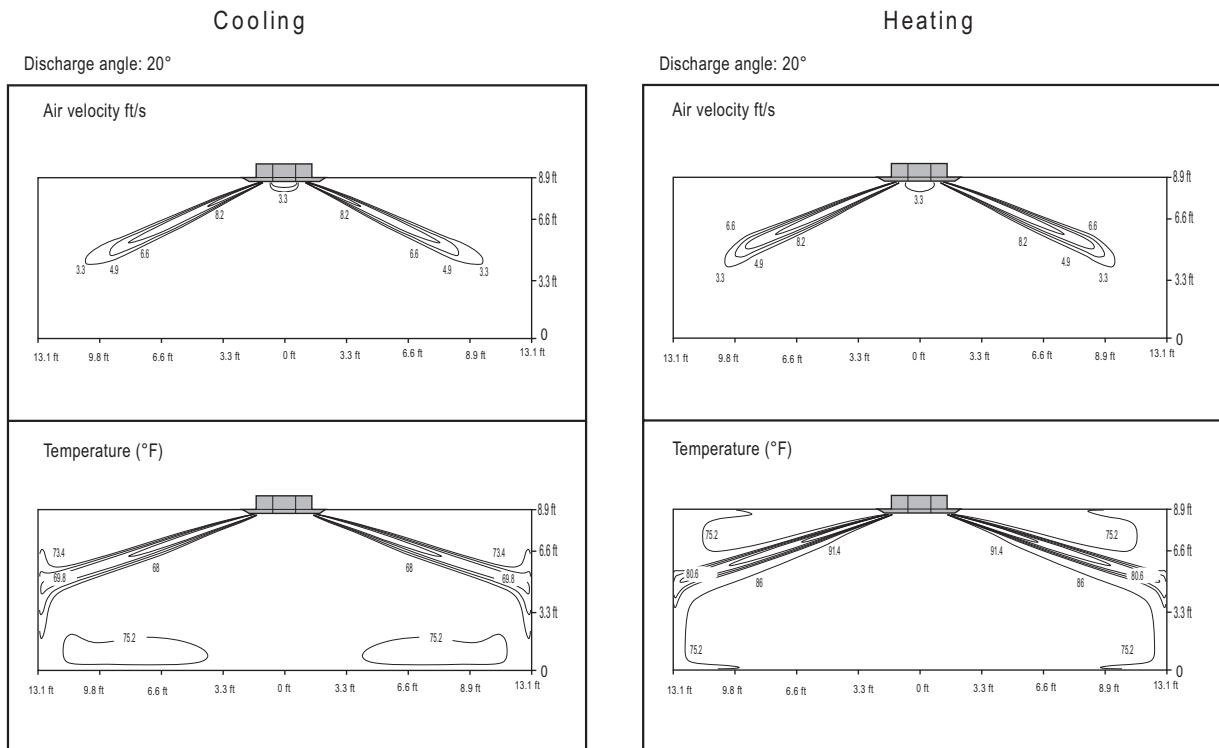 Cooling
Discharge angle: 20°
Air velocity ft/s
8.9 ft
3.3
8.2
8.2
6.6 ft
6.6
6.6
3.3
4.9
4.9
3.3
3.3 ft
0
13.1 ft
9.8 ft
6.6 ft
3.3 ft
0 ft
3.3 ft
6.6 ft
8.9 ft
13.1 ft
Temperature (°F)
8.9 ft
73.4
73.4
6.6 ft
69.8
68
68
69.8
3.3 ft
75.2
75.2
0
13.1 ft
9.8 ft
6.6 ft
3.3 ft
0 ft
3.3 ft
6.6 ft
8.9 ft
13.1 ft
Heating
Discharge angle: 20°
Air velocity ft/s
8.9 ft
3.3
6.6
6.6
6.6 ft
8.2
8.2
4.9
4.9
3.3
3.3
3.3 ft
0
13.1 ft
9.8 ft
6.6 ft
3.3 ft
0 ft
3.3 ft
6.6 ft
8.9 ft
13.1 ft
Temperature (°F)
8.9 ft
75.2
75.2
6.6 ft
91.4
91.4
80.6
80.6
86
86
3.3 ft
75.2
75.2
0
13.1 ft
9.8 ft
6.6 ft
3.3 ft
0 ft
3.3 ft
6.6 ft
8.9 ft
13.1 ft